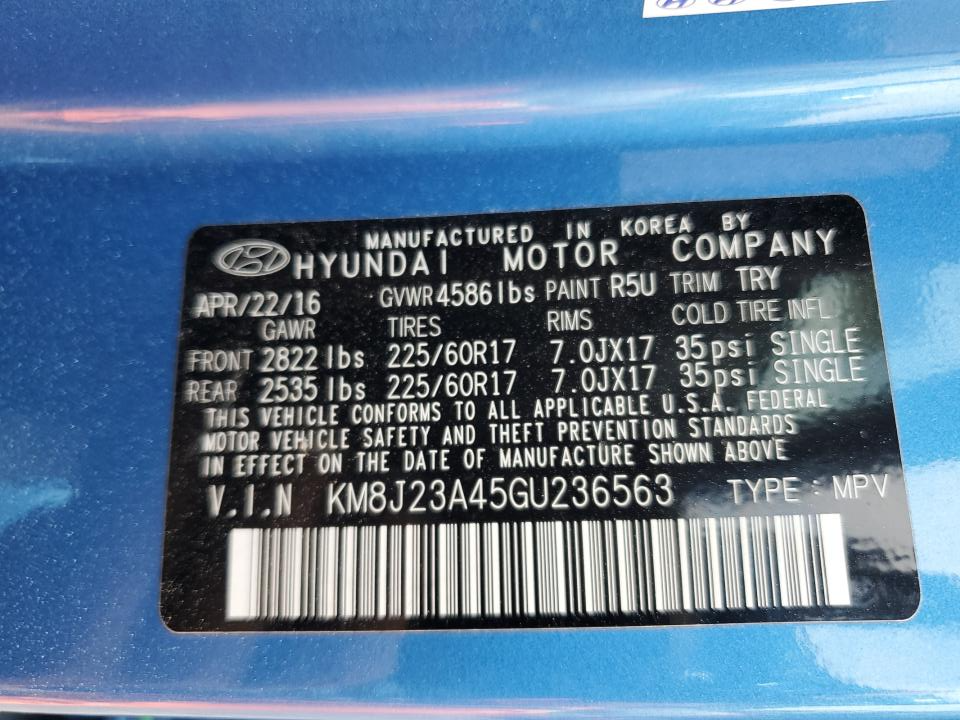 MANUFACTURED IN KOREA BY
HYUNDAI MOTOR COMPANY
APR/22/16 GVWR 4586 lbs PAINT R5U TRIM TRY
GAWR TIRES RIMS COLD TIRE INFL
FRONT 2822 lbs 225/60R17 7.0JX17 35psi SINGLE
REAR 2535 lbs 225/60R17 7.0JX17 35psi SINGLE
THIS VEHICLE CONFORMS TO ALL APPLICABLE U.S.A. FEDERAL
MOTOR VEHICLE SAFETY AND THEFT PREVENTION STANDARDS
IN EFFECT ON THE DATE OF MANUFACTURE SHOWN ABOVE
V.I.N KM8J23A45GU236563 TYPE : MPV